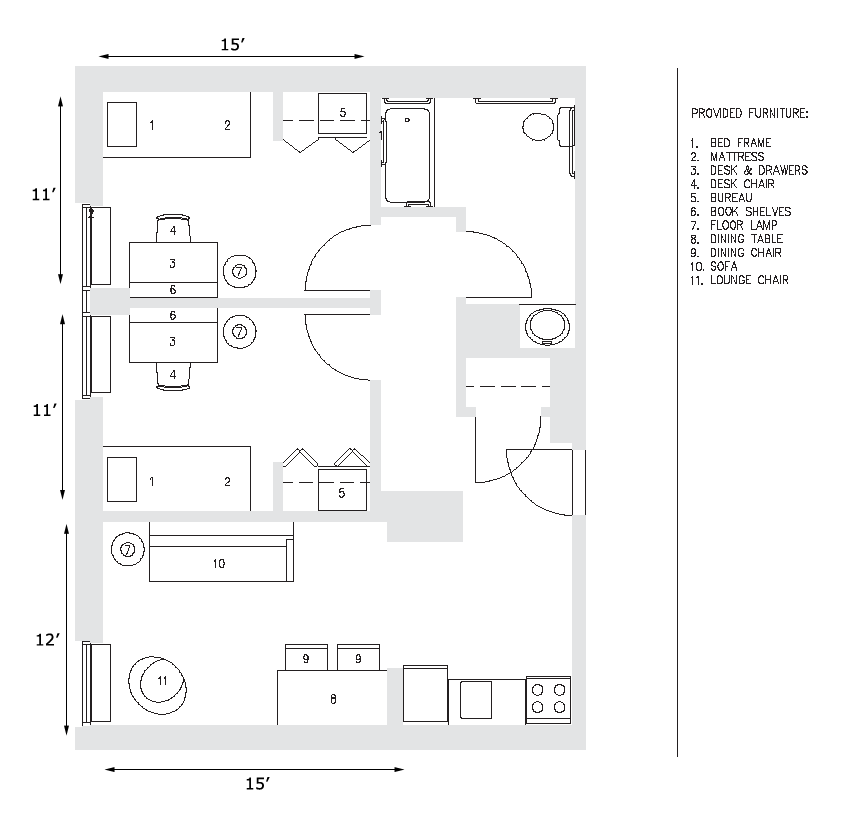 15’
PROVIDED FURNITURE:
1. BED FRAME
2. MATTRESS
3. DESK & DRAWERS
4. DESK CHAIR
5. BUREAU
6. BOOK SHELVES
7. FLOOR LAMP
8. DINING TABLE
9. DINING CHAIR
10. SOFA
11. LOUNGE CHAIR
1 2 5
11’
4
3 7
6
6
3 7
4
11’
1 2 5
7
10
12’
11
9 9
8
15’